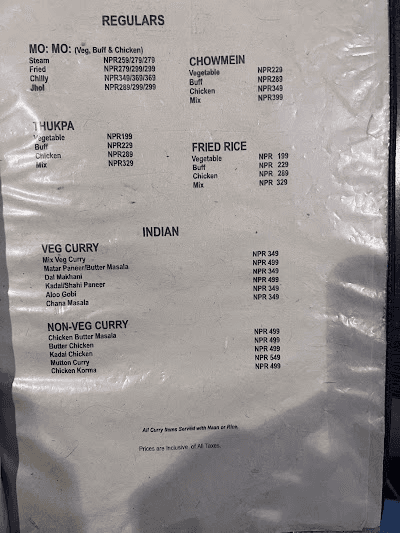 REGULARS
MO: MO: (Veg, Buff & Chicken)
Steam NPR259/279/279
Fried NPR279/299/299
Chilly NPR349/369/369
Jhol NPR289/299/299
CHOWMEIN
Vegetable NPR229
Buff NPR289
Chicken NPR349
Mix NPR399
THUKPA
Vegetable NPR199
Buff NPR229
Chicken NPR289
Mix NPR329
FRIED RICE
Vegetable NPR 199
Buff NPR 229
Chicken NPR 289
Mix NPR 329
INDIAN
VEG CURRY
Mix Veg Curry NPR 349
Matar Paneer/Butter Masala NPR 499
Dal Makhani NPR 349
Kadai/Shahi Paneer NPR 499
Aloo Gobi NPR 349
Chana Masala NPR 349
NON-VEG CURRY
Chicken Butter Masala NPR 499
Butter Chicken NPR 499
Kadai Chicken NPR 499
Mutton Curry NPR 549
Chicken Korma NPR 499
All Curry Items Served with Naan or Rice.
Prices are Inclusive of All Taxes.